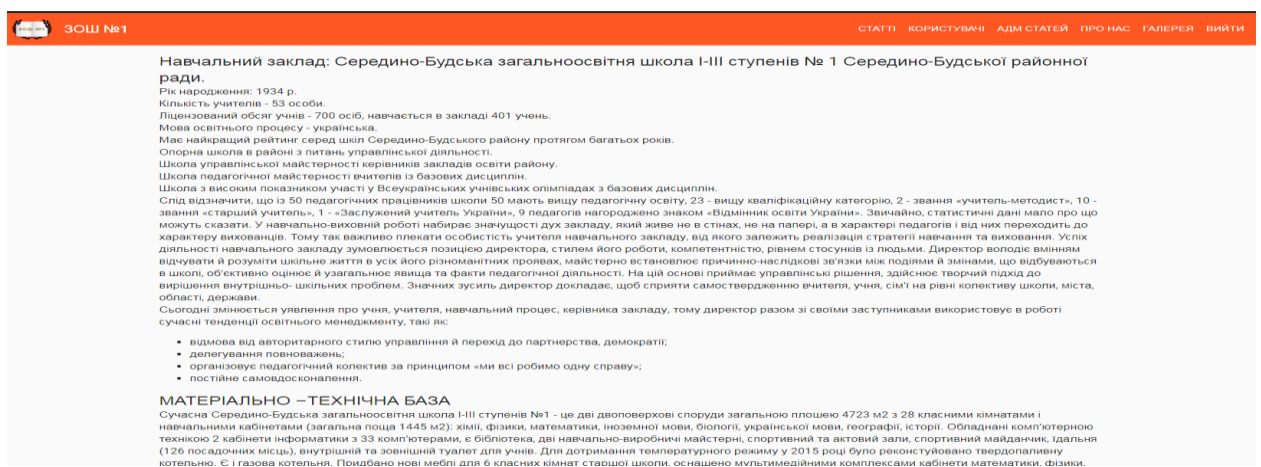 ЗОШ №1
СТАТТІ КОРИСТУВАЧІ АДМ СТАТЕЙ ПРО НАС ГАЛЕРЕЯ ВИЙТИ
Навчальний заклад: Середино-Будська загальноосвітня школа І-ІІІ ступенів № 1 Середино-Будської районної
ради.
Рік народження: 1934 р.
Кількість учителів - 53 особи.
Ліцензований обсяг учнів - 700 осіб, навчається в закладі 401 учень.
Мова освітнього процесу - українська.
Має найкращий рейтинг серед шкіл Середино-Будського району протягом багатьох років.
Опорна школа в районі з питань управлінської діяльності.
Школа управлінської майстерності керівників закладів освіти району.
Школа педагогічної майстерності вчителів із базових дисциплін.
Школа з високим показником участі у Всеукраїнських учнівських олімпіадах з базових дисциплін.
Слід відзначити, що із 50 педагогічних працівників школи 50 мають вищу педагогічну освіту, 23 - вищу кваліфікаційну категорію, 2 - звання «учитель-методист», 10 -
звання «старший учитель», 1 - «Заслужений учитель України», 9 педагогів нагороджено знаком «Відмінник освіти України». Звичайно, статистичні дані мало про що
можуть сказати. У навчально-виховній роботі набирає значущості дух закладу, який живе не в стінах, не на папері, а в характері педагогів і від них переходить до
характеру вихованців. Тому так важливо плекати особистість учителя навчального закладу, від якого залежить реалізація стратегії навчання та виховання. Успіх
діяльності навчального закладу зумовлюється позицією директора, стилем його роботи, компетентністю, рівнем стосунків із людьми. Директор володіє вмінням
відчувати й розуміти шкільне життя в усіх його різноманітних проявах, майстерно встановлює причинно-наслідкові зв'язки між подіями й змінами, що відбуваються
в школі, об'єктивно оцінює й узагальнює явища та факти педагогічної діяльності. На цій основі приймає управлінські рішення, здійснює творчий підхід до
вирішення внутрішньо- шкільних проблем. Значних зусиль директор докладає, щоб сприяти самоствердженню вчителя, учня, сім'ї на рівні колективу школи, міста,
області, держави.
Сьогодні змінюється уявлення про учня, учителя, навчальний процес, керівника закладу, тому директор разом зі своїми заступниками використовує в роботі
сучасні тенденції освітнього менеджменту, такі як:
• відмова від авторитарного стилю управління й перехід до партнерства, демократії;
• делегування повноважень;
• організовує педагогічний колектив за принципом «ми всі робимо одну справу»;
• постійне самовдосконалення.
МАТЕРІАЛЬНО –ТЕХНІЧНА БАЗА
Сучасна Середино-Будська загальноосвітня школа І-ІІІ ступенів №1 - це дві двоповерхові споруди загальною площею 4723 м2 з 28 класними кімнатами і
навчальними кабінетами (загальна поща 1445 м2): хімії, фізики, математики, іноземної мови, біології, української мови, географії, історії. Обладнані комп'ютерною
технікою 2 кабінети інформатики з 33 комп'ютерами, є бібліотека, дві навчально-виробничі майстерні, спортивний та актовий зали, спортивний майданчик, їдальня
(126 посадочних місць), внутрішній та зовнішній туалет для учнів. Для дотримання температурного режиму у 2015 році було реконстуйовано твердопаливну
котельню. Є і газова котельня. Придбано нові меблі для 6 класних кімнат старшої школи, оснащено мультимедійними комплексами кабінети математики, фізики,